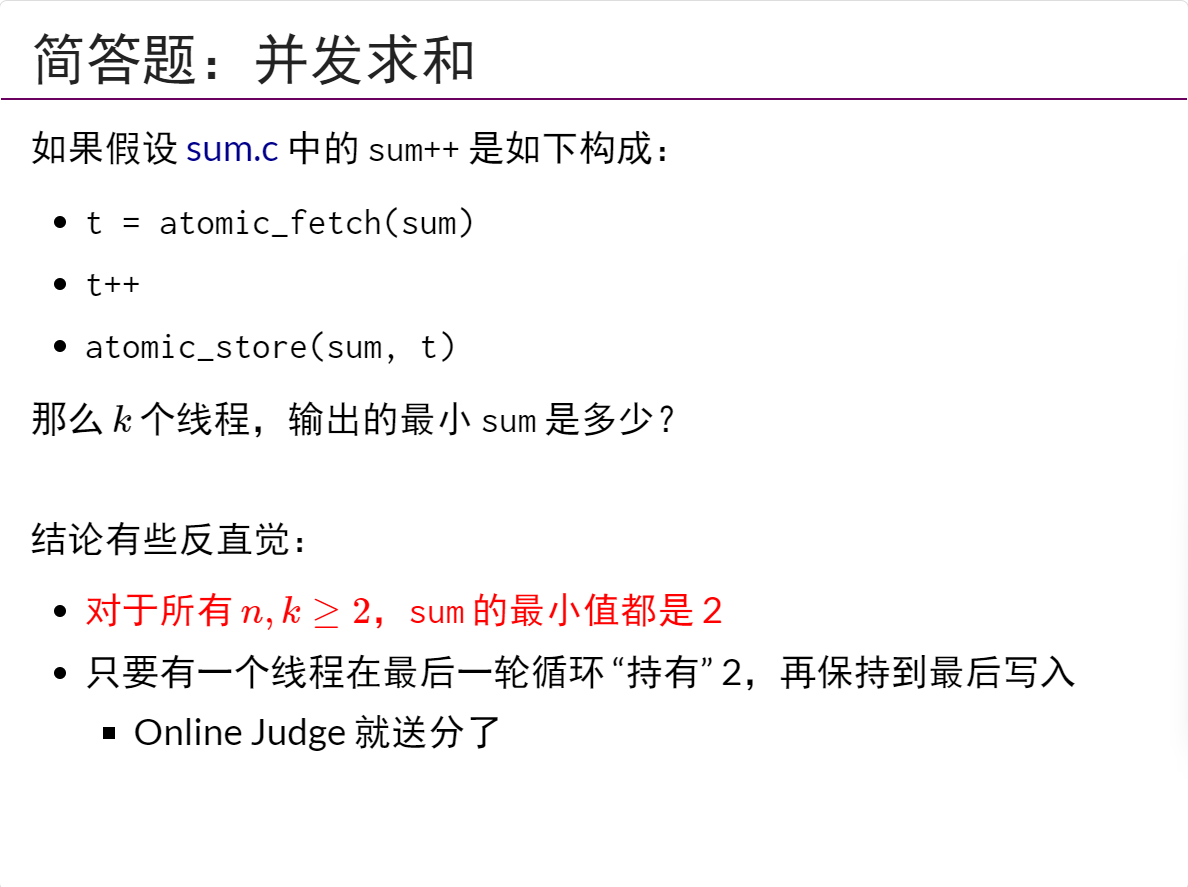 简答题：并发求和
如果假设 sum.c 中的 sum++ 是如下构成：
• t = atomic_fetch(sum)
• t++
• atomic_store(sum, t)
那么 k 个线程，输出的最小 sum 是多少？
结论有些反直觉：
• 对于所有 n, k ≥ 2，sum 的最小值都是 2
• 只要有一个线程在最后一轮循环 “持有” 2，再保持到最后写入
▪ Online Judge 就送分了